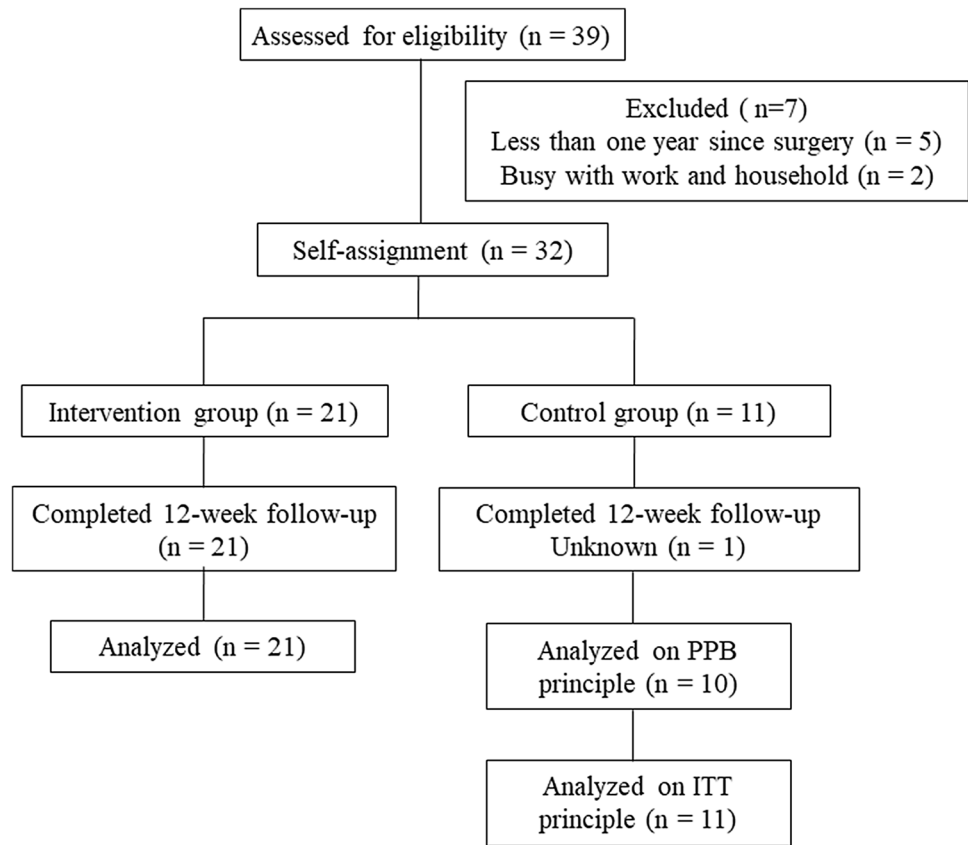 Assessed for eligibility (n = 39)
Excluded ( n=7)
Less than one year since surgery (n = 5)
Busy with work and household (n = 2)
Self-assignment (n = 32)
Intervention group (n = 21)
Control group (n = 11)
Completed 12-week follow-up
(n = 21)
Completed 12-week follow-up
Unknown (n = 1)
Analyzed (n = 21)
Analyzed on PPB
principle (n = 10)
Analyzed on ITT
principle (n = 11)